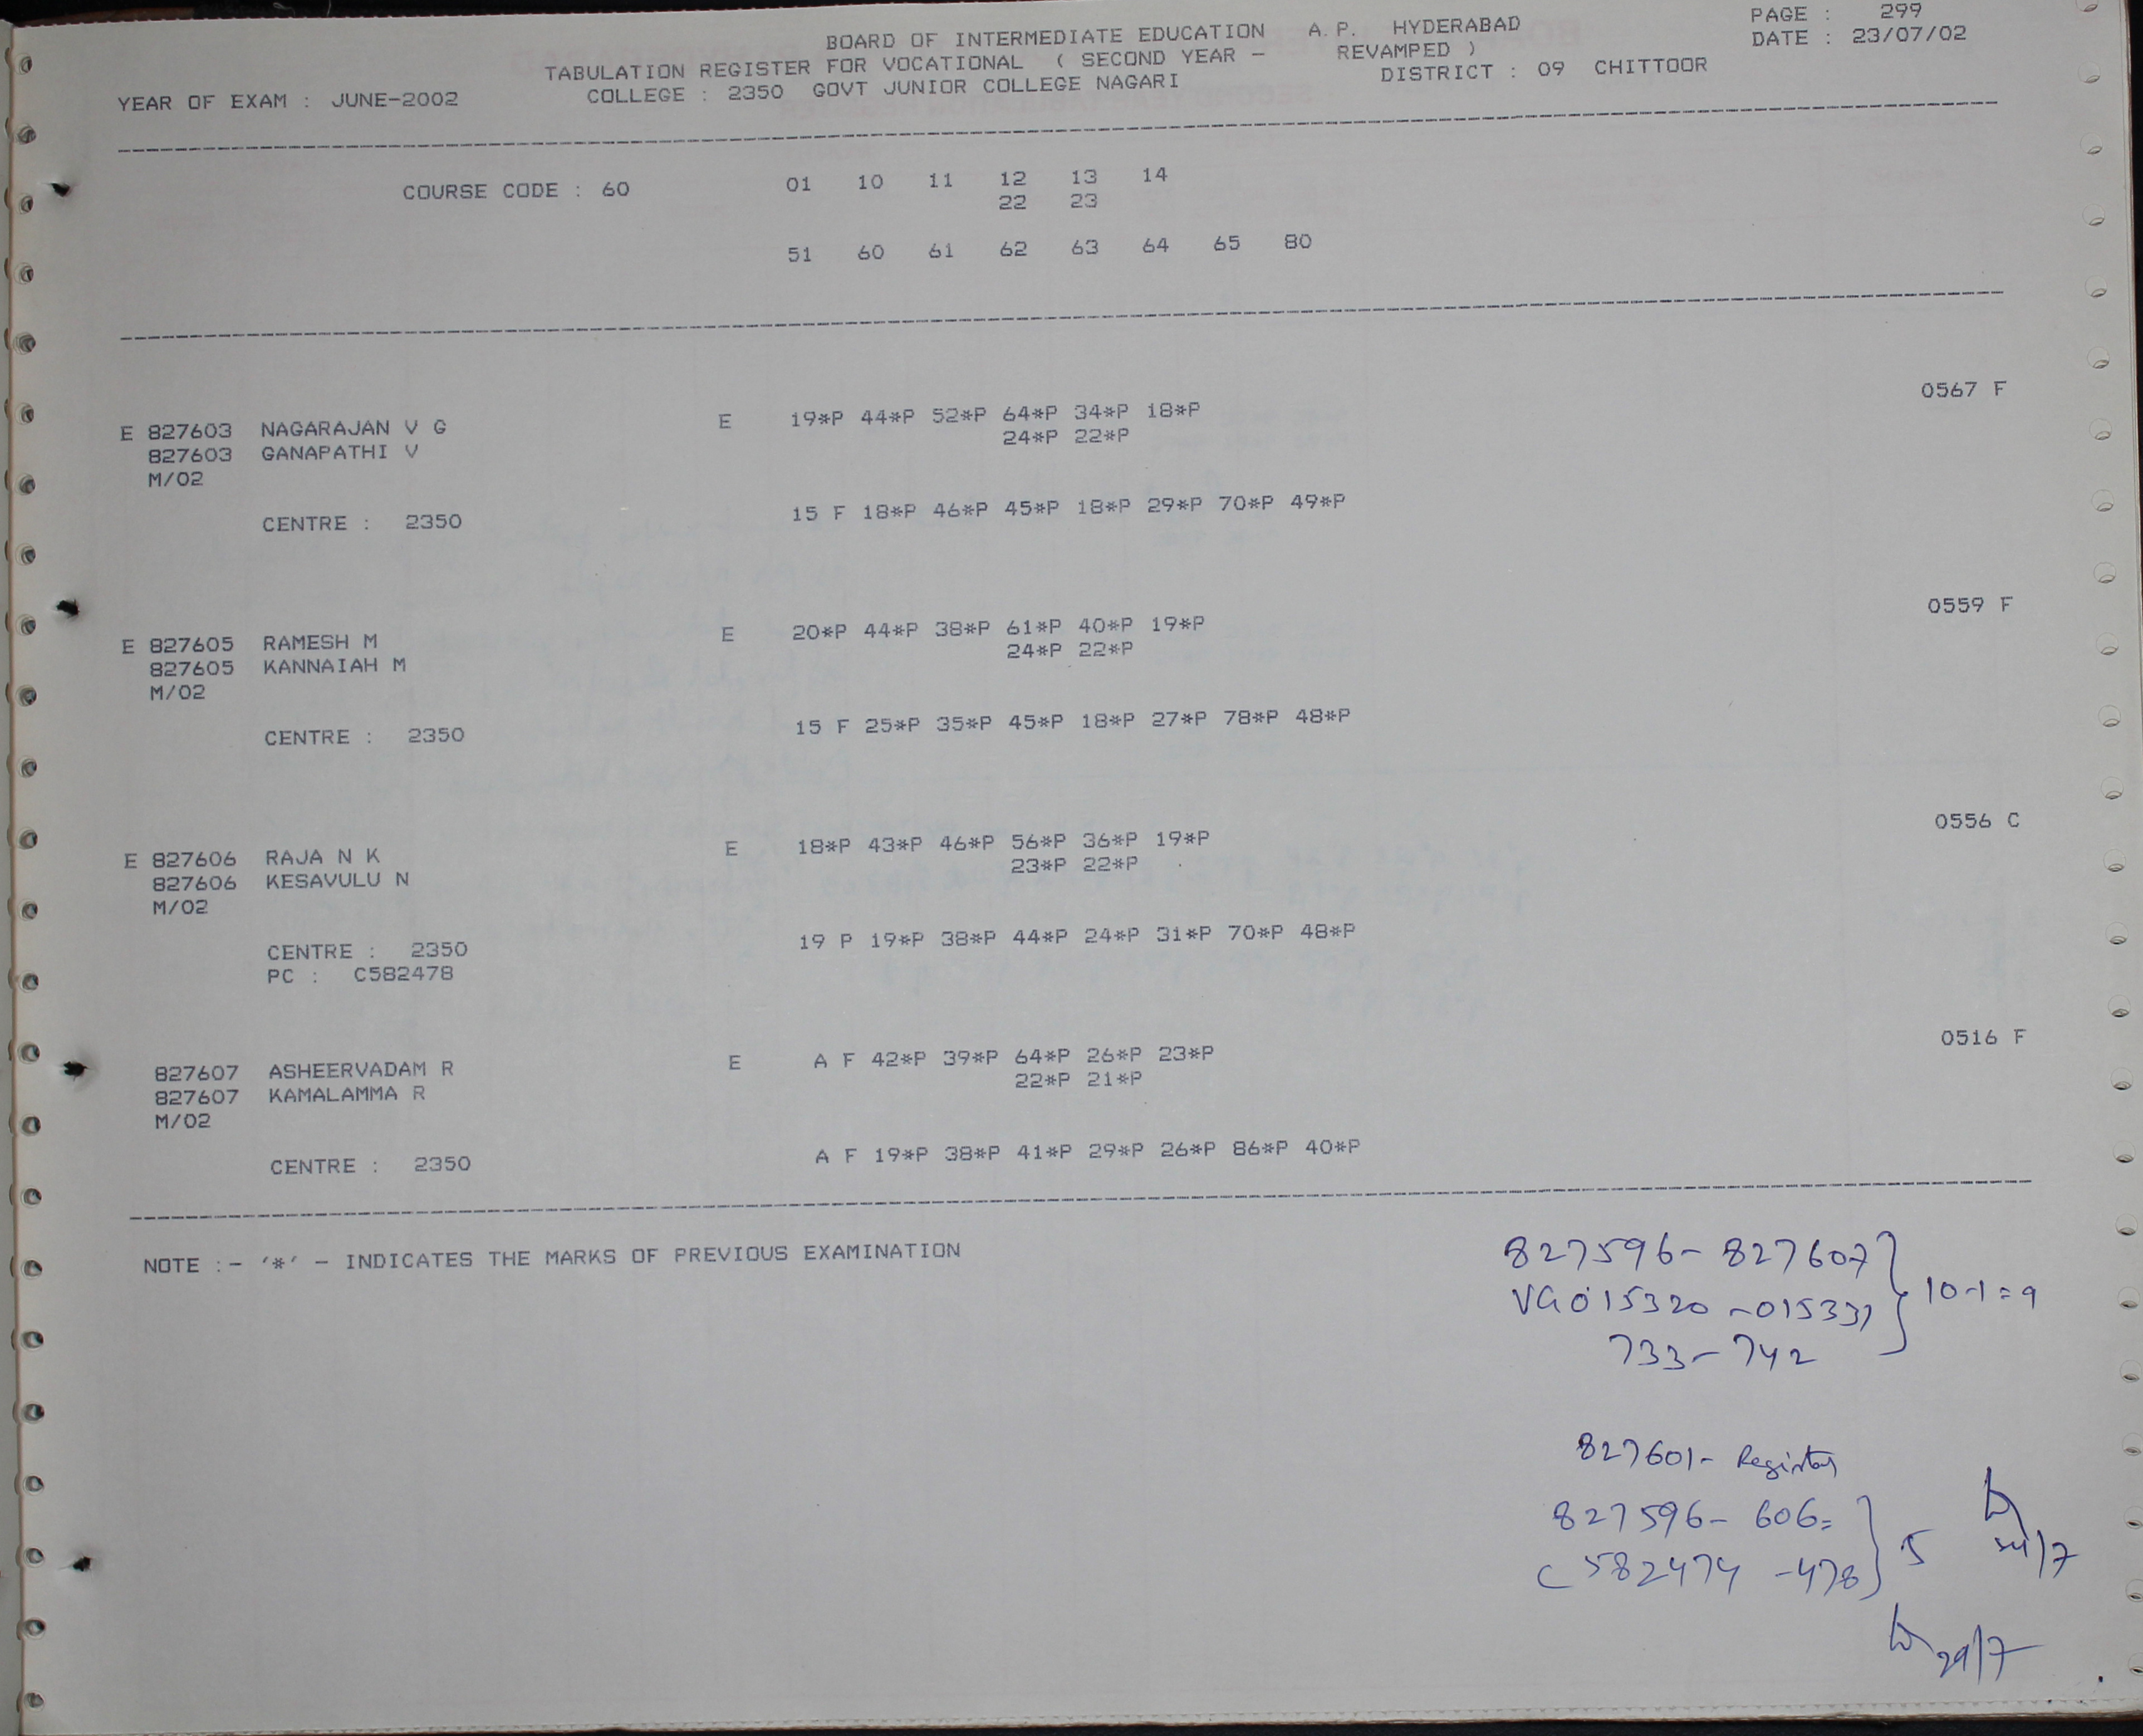 PAGE : 299
BOARD OF INTERMEDIATE EDUCATION A.P. HYDERABAD
DATE : 23/07/02
TABULATION REGISTER FOR VOCATIONAL ( SECOND YEAR - REVAMPED )
YEAR OF EXAM : JUNE-2002 COLLEGE : 2350 GOVT JUNIOR COLLEGE NAGARI DISTRICT : 09 CHITTOOR
COURSE CODE : 60 01 10 11 12 13 14
22 23
51 60 61 62 63 64 65 80
0567 F
E 827603 NAGARAJAN V G E 19*P 44*P 52*P 64*P 34*P 18*P
827603 GANAPATHI V 24*P 22*P
M/02
CENTRE : 2350 15 F 18*P 46*P 45*P 18*P 29*P 70*P 49*P
0559 F
E 827605 RAMESH M E 20*P 44*P 38*P 61*P 40*P 19*P
827605 KANNAIAH M 24*P 22*P
M/02
CENTRE : 2350 15 F 25*P 35*P 45*P 18*P 27*P 78*P 48*P
0556 C
E 827606 RAJA N K E 18*P 43*P 46*P 56*P 36*P 19*P
827606 KESAVULU N 23*P 22*P
M/02
CENTRE : 2350 19 P 19*P 38*P 44*P 24*P 31*P 70*P 48*P
PC : C582478
0516 F
827607 ASHEERVADAM R E A F 42*P 39*P 64*P 26*P 23*P
827607 KAMALAMMA R 22*P 21*P
M/02
CENTRE : 2350 A F 19*P 38*P 41*P 29*P 26*P 86*P 40*P
NOTE :- '*' - INDICATES THE MARKS OF PREVIOUS EXAMINATION
827596- 827607
VG015320 -015331 10-1=9
733- 742
827601-
827596- 606=
C582474 -478 5
29/7